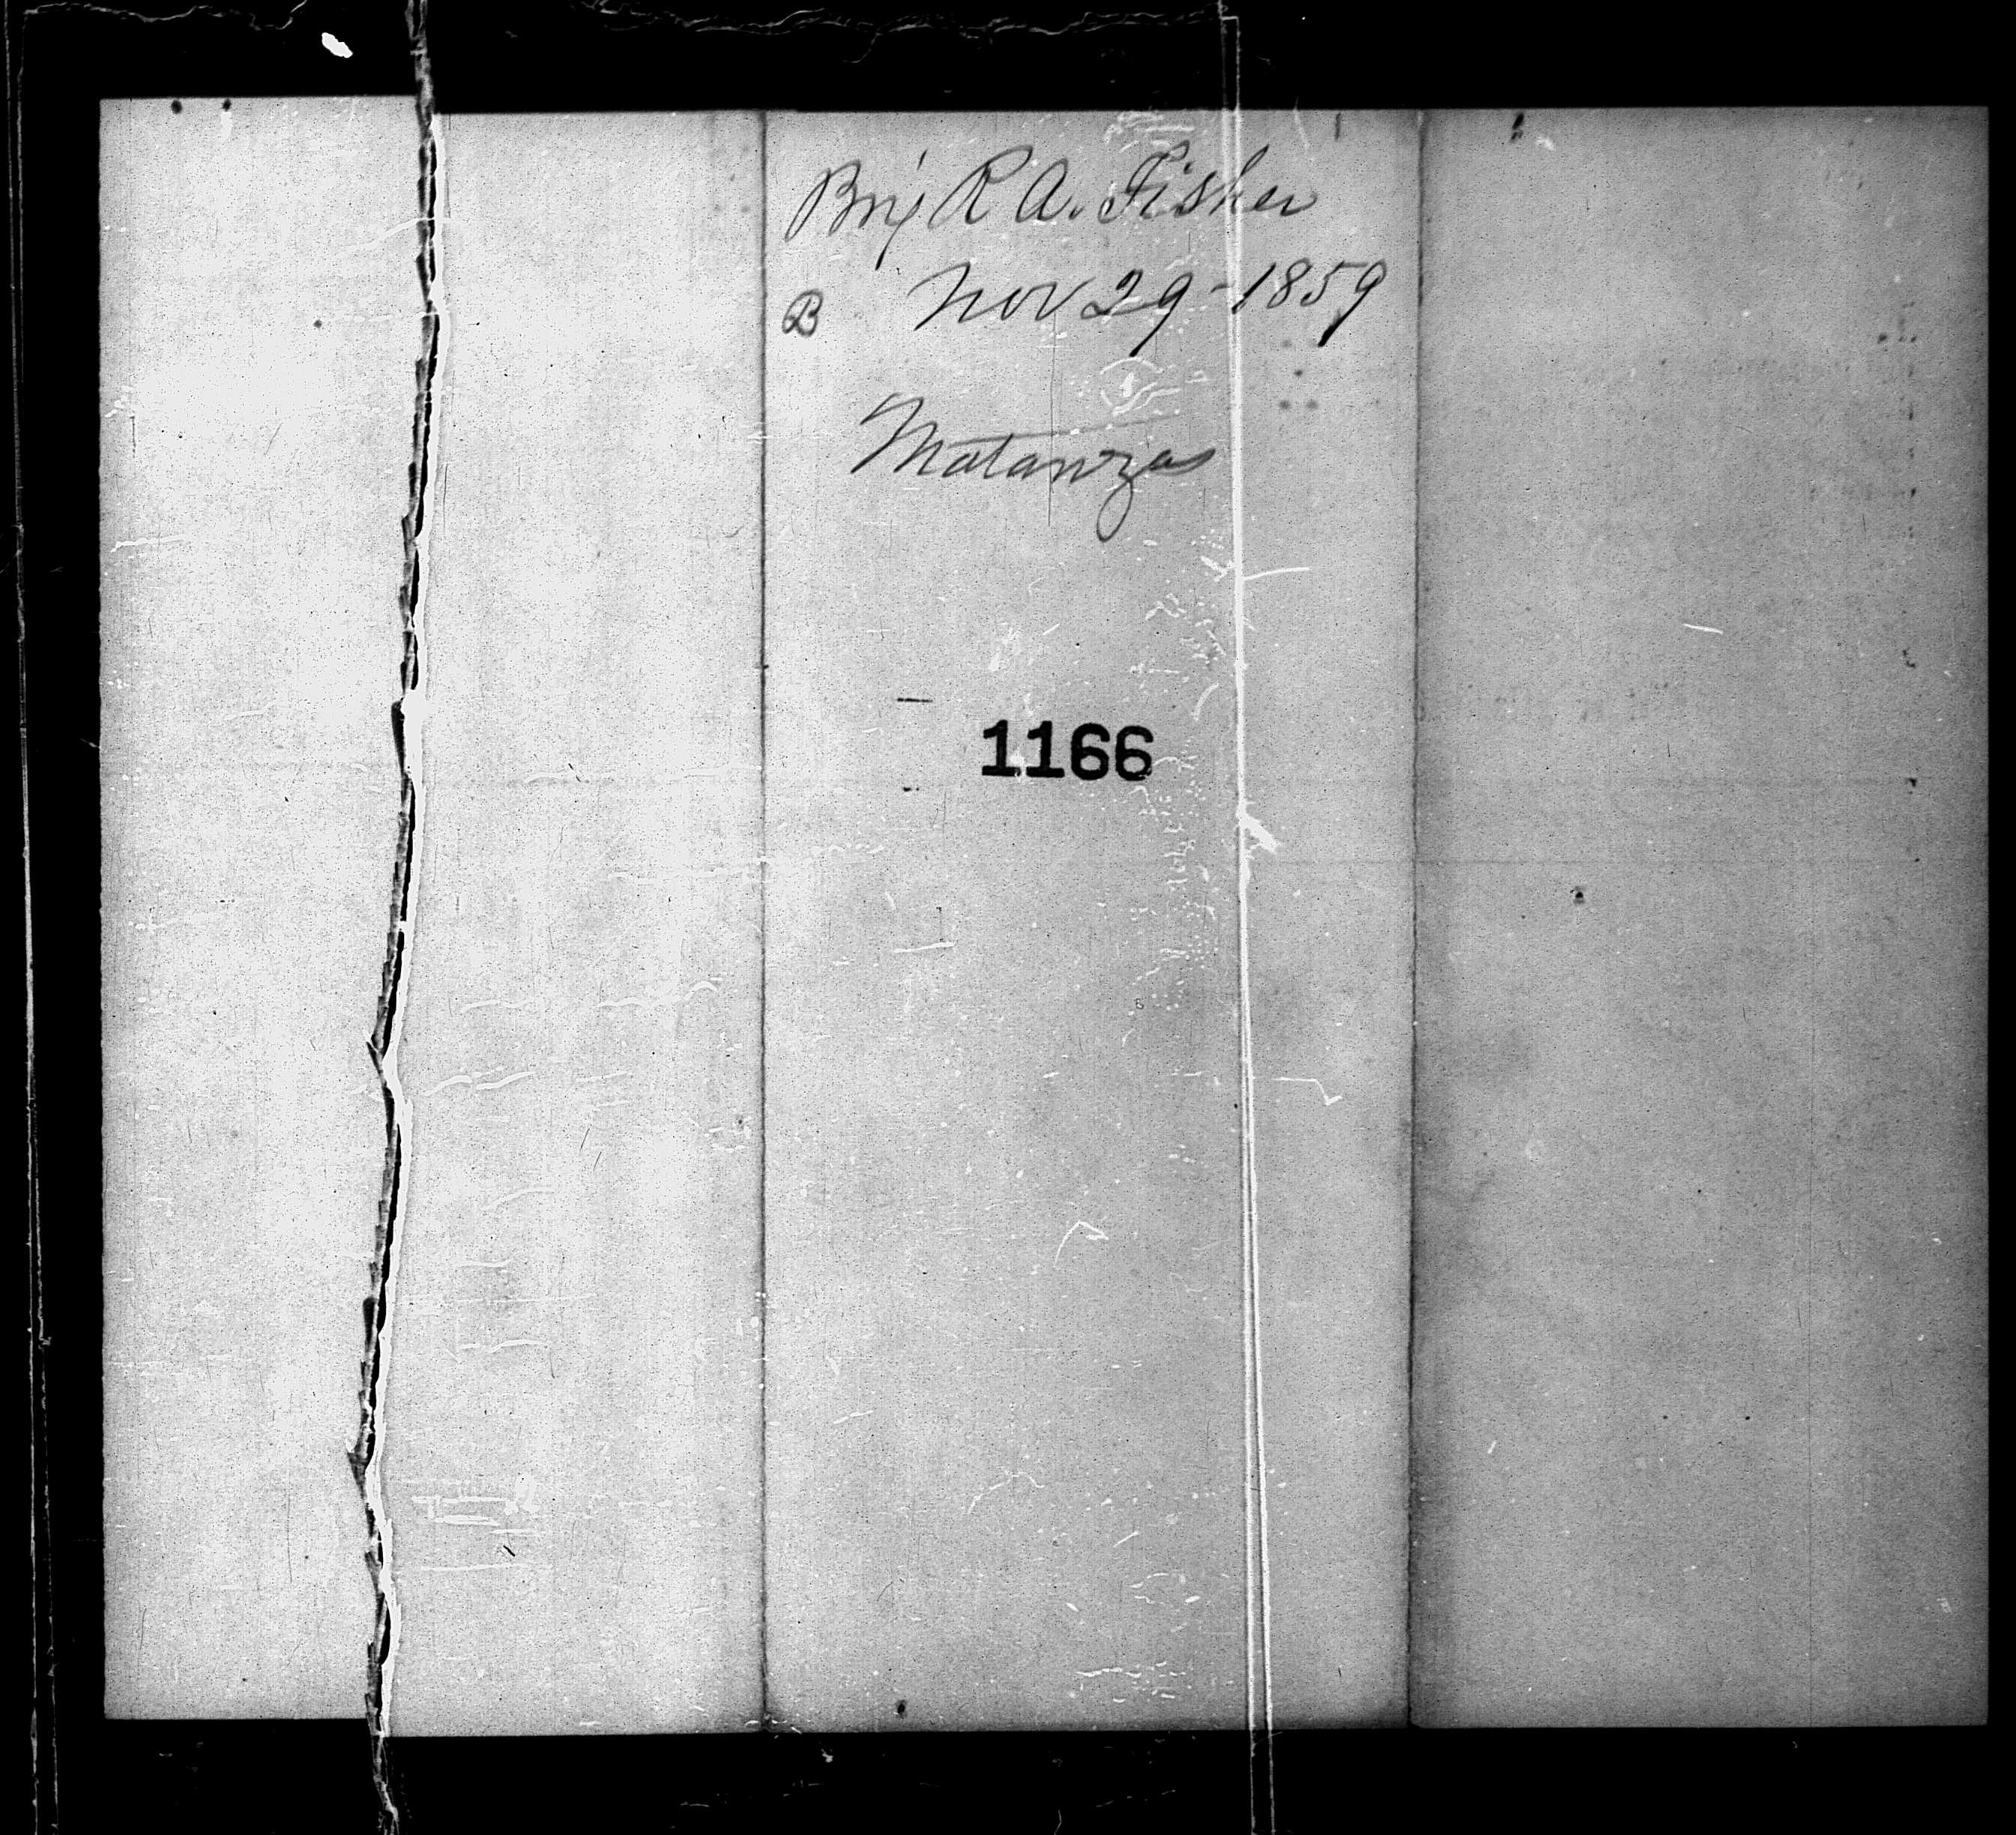 Brig R A. Fisher
B Nov 29-1859
Matanzas
1166